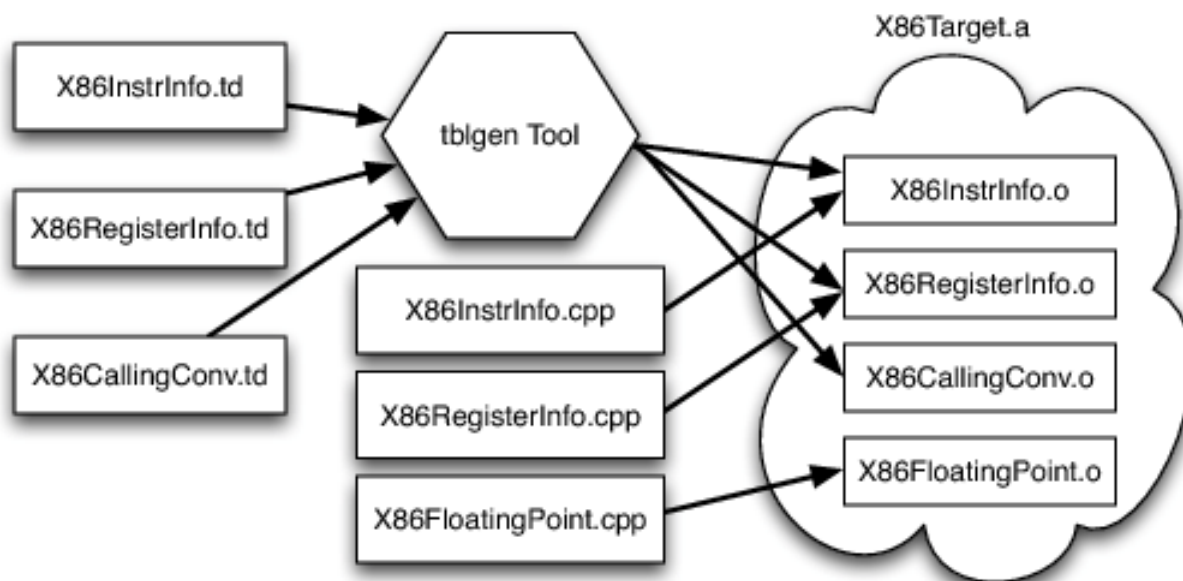 X86Target.a
X86InstrInfo.td
tblgen Tool
X86InstrInfo.o
X86RegisterInfo.td
X86RegisterInfo.o
X86InstrInfo.cpp
X86CallingConv.td
X86CallingConv.o
X86RegisterInfo.cpp
X86FloatingPoint.o
X86FloatingPoint.cpp